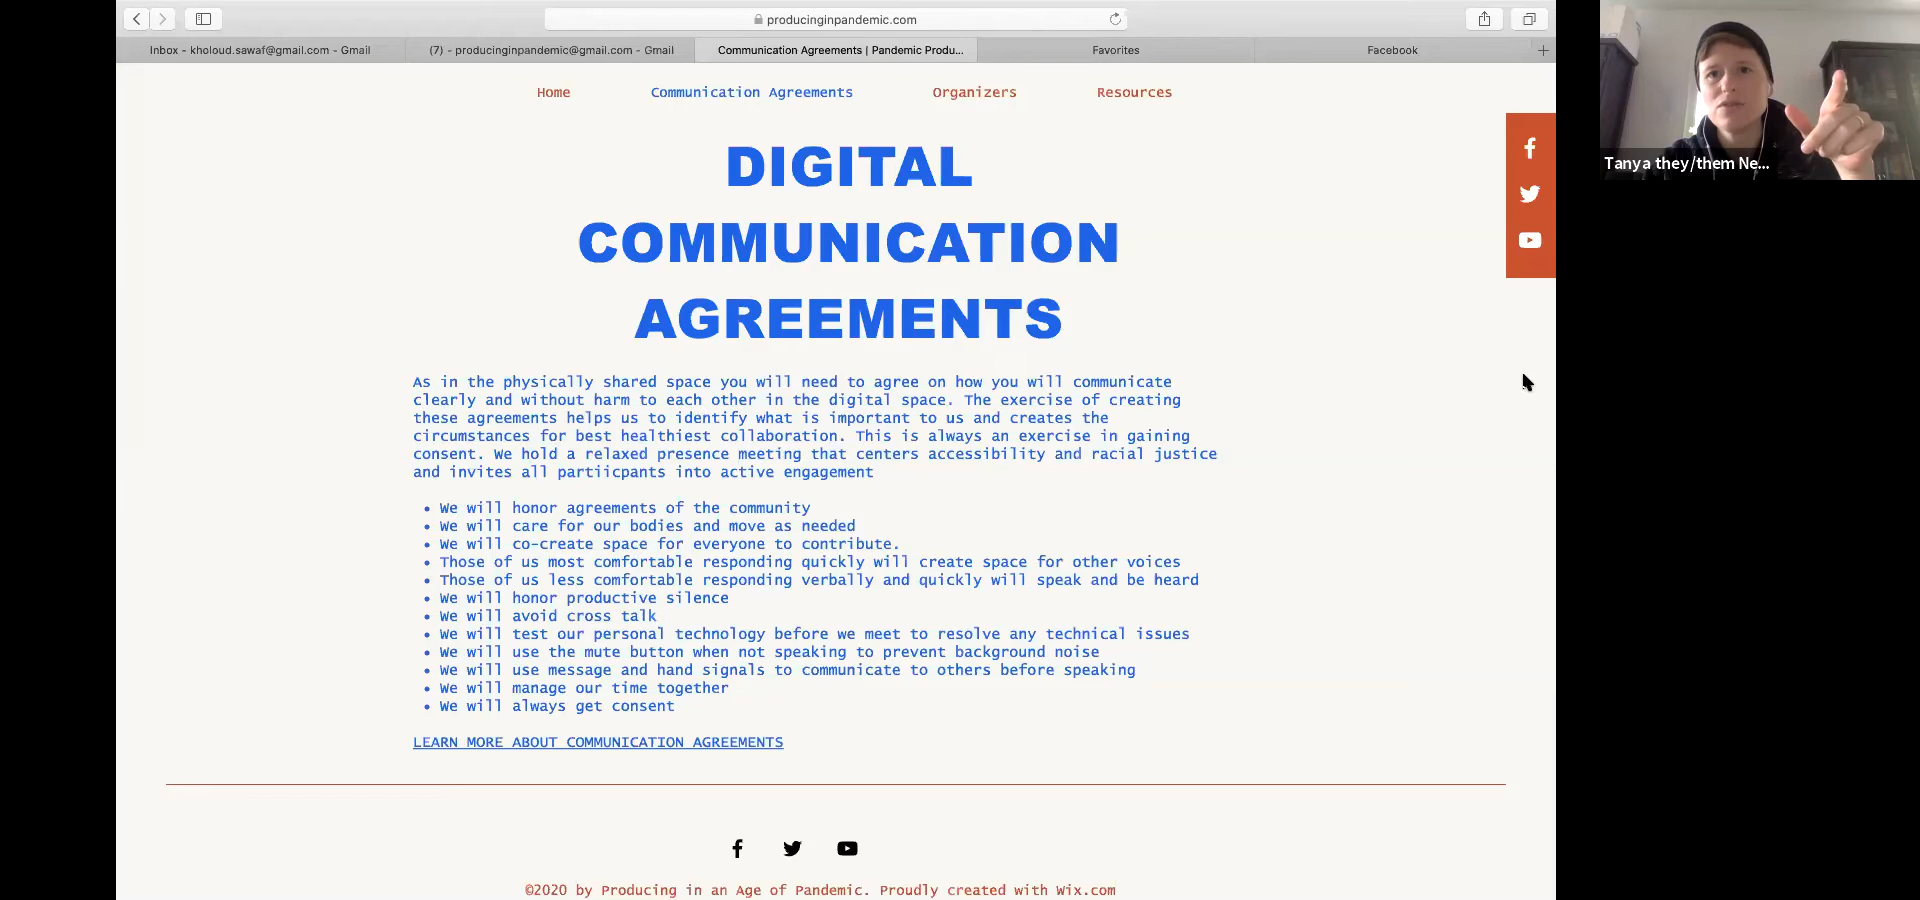 producinginpandemic.com
Inbox - kholoud.sawaf@gmail.com - Gmail
(7) - producinginpandemic@gmail.com - Gmail
Communication Agreements | Pandemic Produ...
Favorites
Facebook
Home
Communication Agreements
Organizers
Resources
Tanya they/them Ne...
DIGITAL
COMMUNICATION
AGREEMENTS
As in the physically shared space you will need to agree on how you will communicate
clearly and without harm to each other in the digital space. The exercise of creating
these agreements helps us to identify what is important to us and creates the
circumstances for best healthiest collaboration. This is always an exercise in gaining
consent. We hold a relaxed presence meeting that centers accessibility and racial justice
and invites all partiicpants into active engagement
• We will honor agreements of the community
• We will care for our bodies and move as needed
• We will co-create space for everyone to contribute.
• Those of us most comfortable responding quickly will create space for other voices
• Those of us less comfortable responding verbally and quickly will speak and be heard
• We will honor productive silence
• We will avoid cross talk
• We will test our personal technology before we meet to resolve any technical issues
• We will use the mute button when not speaking to prevent background noise
• We will use message and hand signals to communicate to others before speaking
• We will manage our time together
• We will always get consent
LEARN MORE ABOUT COMMUNICATION AGREEMENTS
©2020 by Producing in an Age of Pandemic. Proudly created with Wix.com